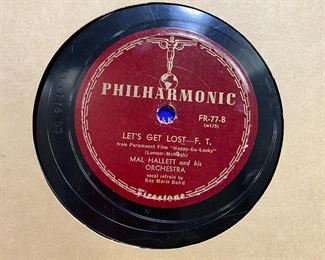 PHILHARMONIC
FR-77-B
(w175)
LET'S GET LOST—F. T.
from Paramount Film "Happy-Go-Lucky"
(Loesser-McHugh)
MAL HALLETT and his
ORCHESTRA
vocal refrain by
Kay Marie Baird
Firestone